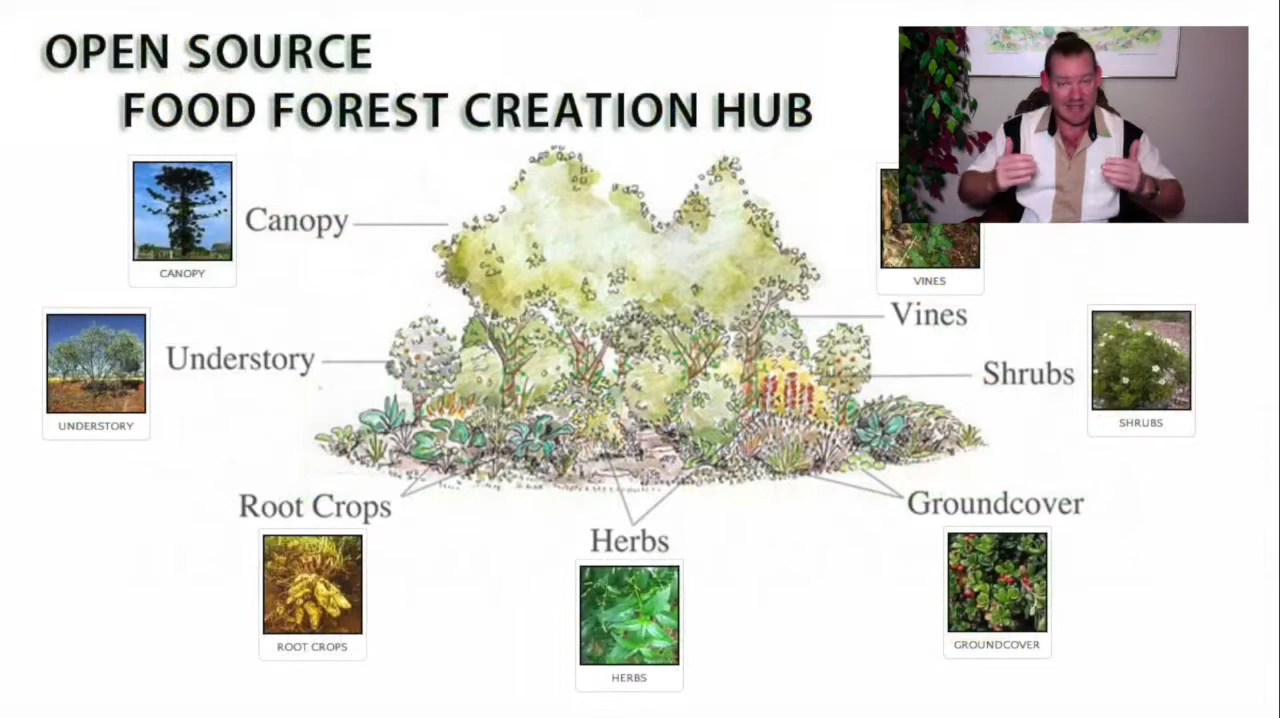 OPEN SOURCE
FOOD FOREST CREATION HUB
CANOPY
Canopy
VINES
Vines
UNDERSTORY
Understory
Shrubs
SHRUBS
Root Crops
ROOT CROPS
Herbs
HERBS
Groundcover
GROUNDCOVER